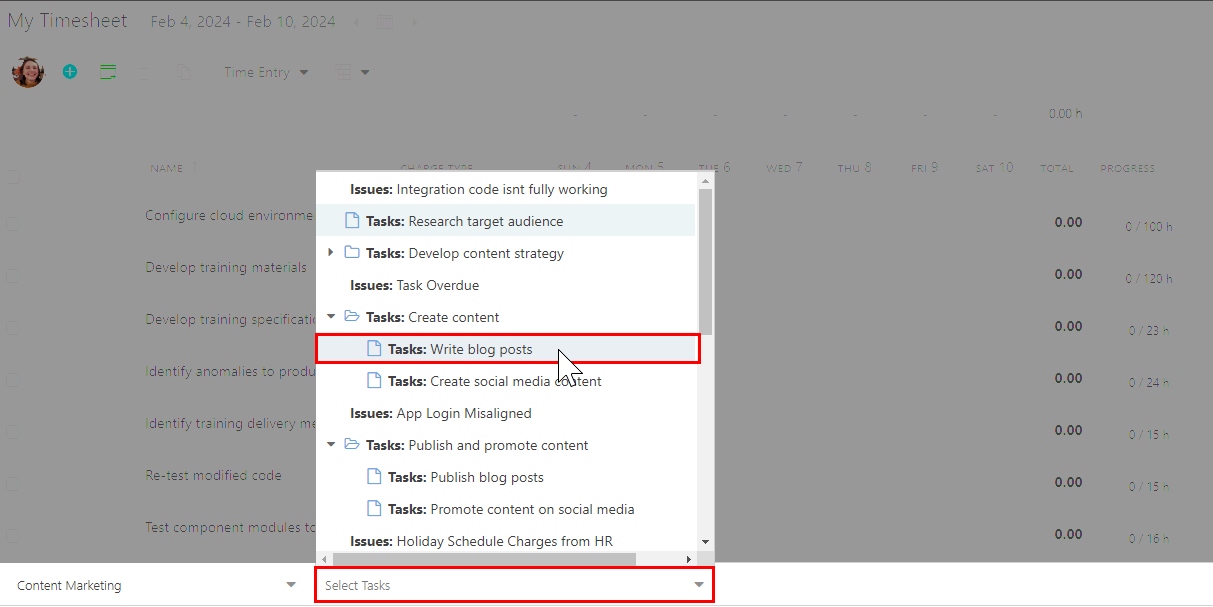 My Timesheet Feb 4, 2024 - Feb 10, 2024
Time Entry
- - - - - - - 0.00 h
NAME CHARGE TYPE SUN 4 MON 5 TUE 6 WED 7 THU 8 FRI 9 SAT 10 TOTAL PROGRESS
Configure cloud environme 0.00 0 / 100 h
Develop training materials 0.00 0 / 120 h
Develop training specificatio 0.00 0 / 23 h
Identify anomalies to produ 0.00 0 / 24 h
Identify training delivery me 0.00 0 / 15 h
Re-test modified code 0.00 0 / 15 h
Test component modules to 0.00 0 / 16 h
Issues: Integration code isnt fully working
Tasks: Research target audience
Tasks: Develop content strategy
Issues: Task Overdue
Tasks: Create content
Tasks: Write blog posts
Tasks: Create social media content
Issues: App Login Misaligned
Tasks: Publish and promote content
Tasks: Publish blog posts
Tasks: Promote content on social media
Issues: Holiday Schedule Charges from HR
Content Marketing
Select Tasks